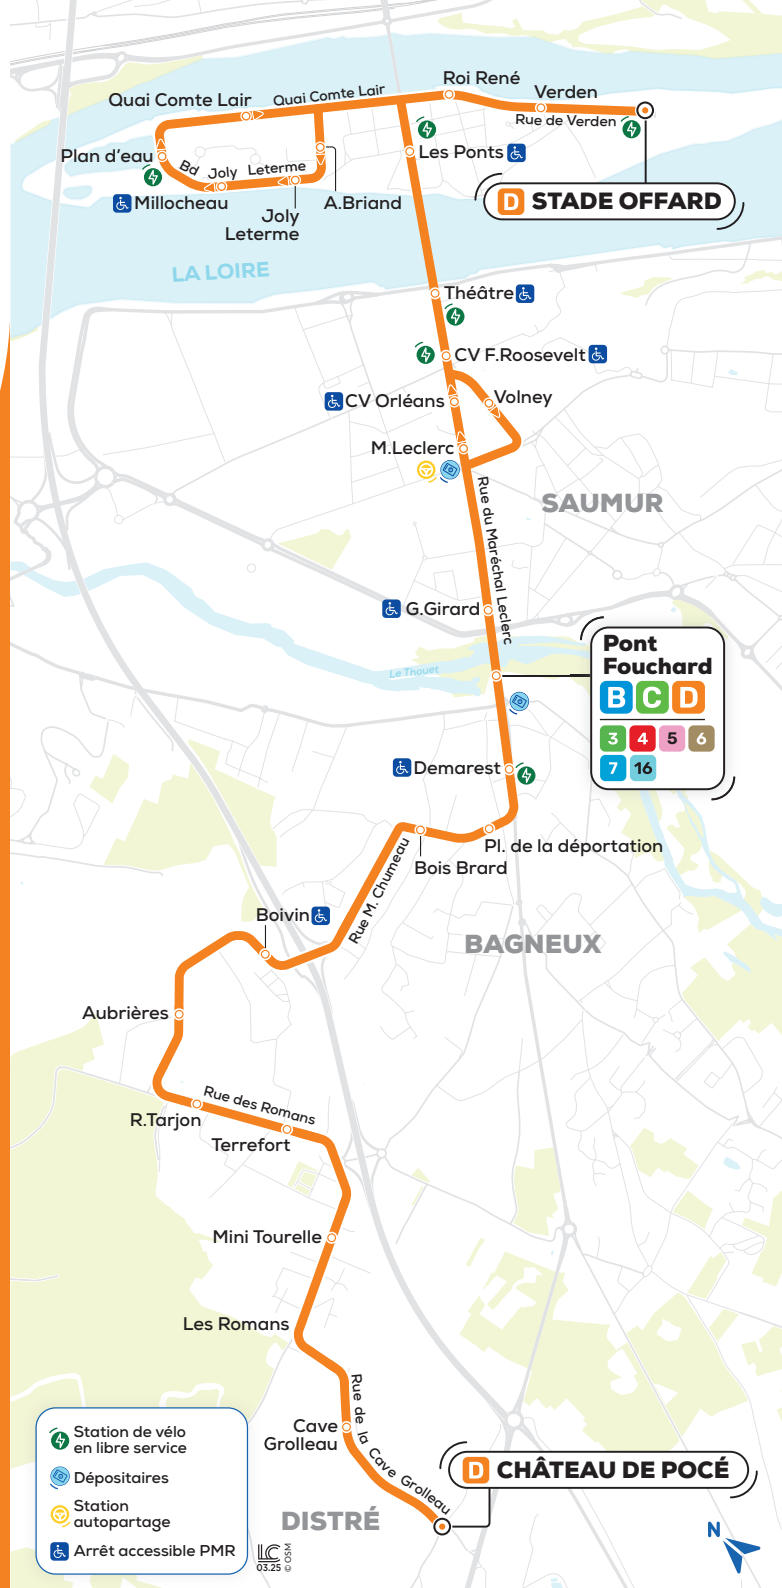 Roi René
Verden
Quai Comte Lair
Quai Comte Lair
Rue de Verden
Plan d'eau
Bd Joly Leterme
Les Ponts
Millocheau
A.Briand
Joly
Leterme
D STADE OFFARD
LA LOIRE
Théâtre
CV F.Roosevelt
CV Orléans
Volney
M.Leclerc
SAUMUR
Rue du Maréchal Leclerc
G.Girard
Pont
Fouchard
B C D
3 4 5 6
7 16
Le Thouet
Demarest
Pl. de la déportation
Bois Brard
Rue M. Chumeau
Boivin
BAGNEUX
Aubrières
Rue des Romans
R.Tarjon
Terrefort
Mini Tourelle
Les Romans
Rue de la Cave Grolleau
Cave
Grolleau
D CHÂTEAU DE POCÉ
DISTRÉ
Station de vélo
en libre service
Dépositaires
Station
autopartage
Arrêt accessible PMR
LC
03.25
© OSM
N